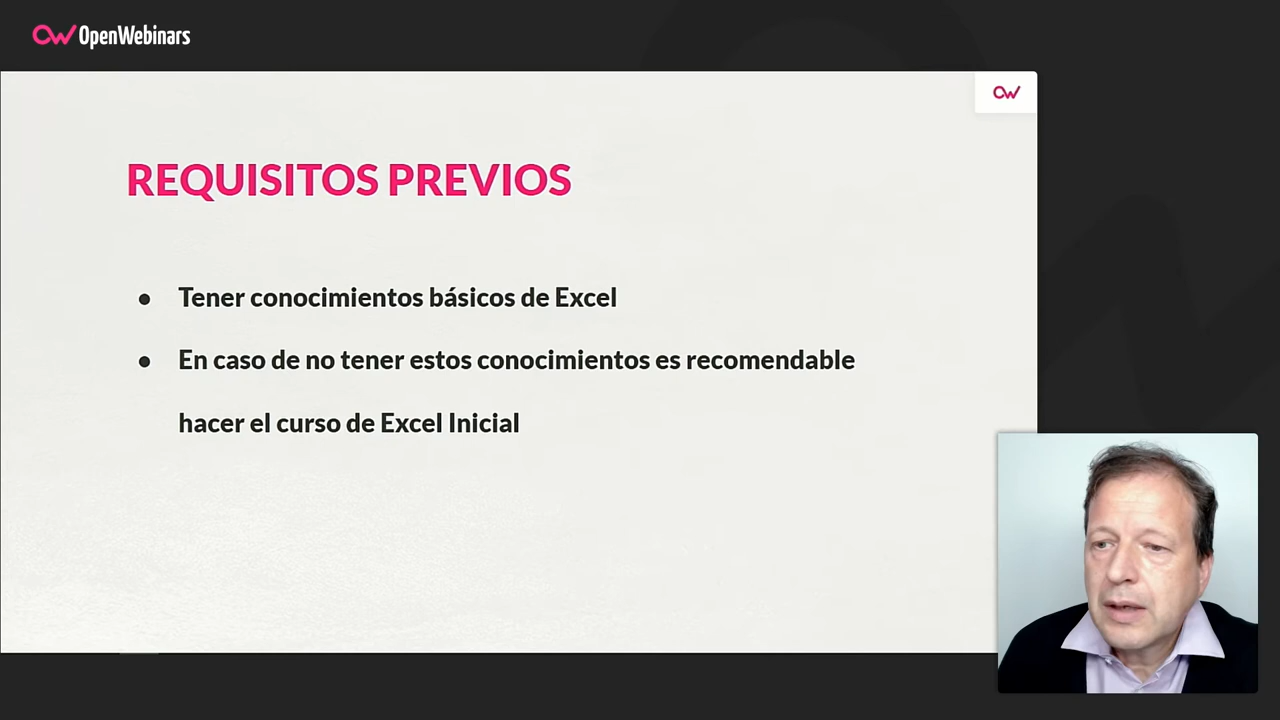 OpenWebinars
REQUISITOS PREVIOS
● Tener conocimientos básicos de Excel
● En caso de no tener estos conocimientos es recomendable
hacer el curso de Excel Inicial